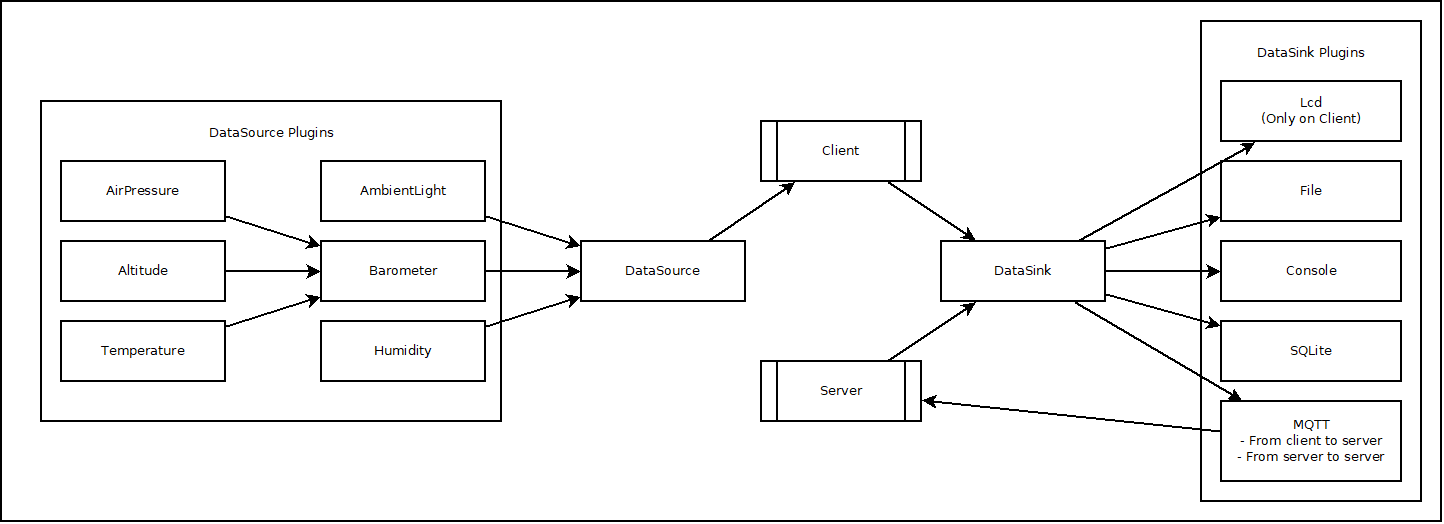 DataSource Plugins
AirPressure
AmbientLight
Altitude
Barometer
Temperature
Humidity
DataSource
Client
Server
DataSink
DataSink Plugins
Lcd
(Only on Client)
File
Console
SQLite
MQTT
- From client to server
- From server to server